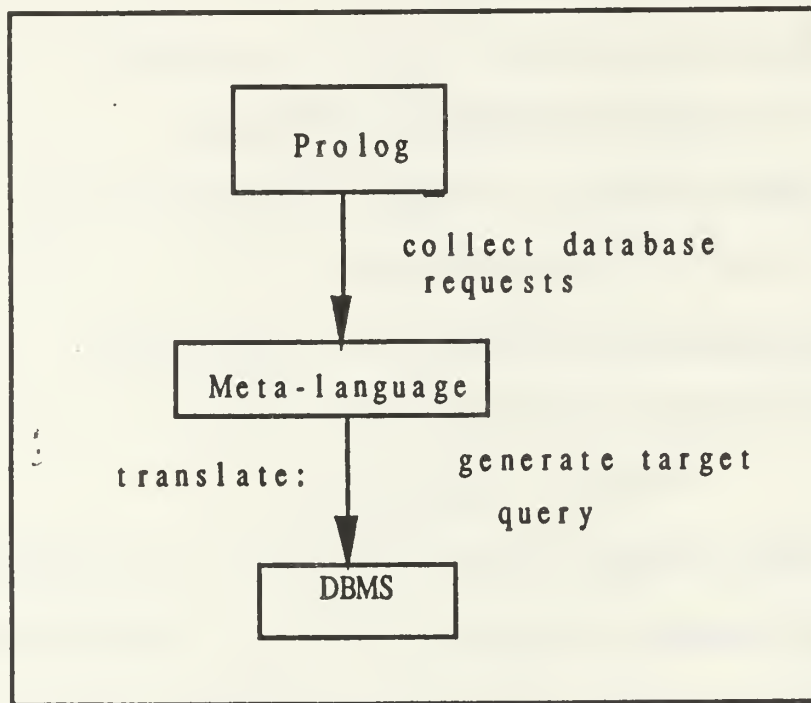 Prolog
collect database
requests
Meta-language
translate:
generate target
query
DBMS